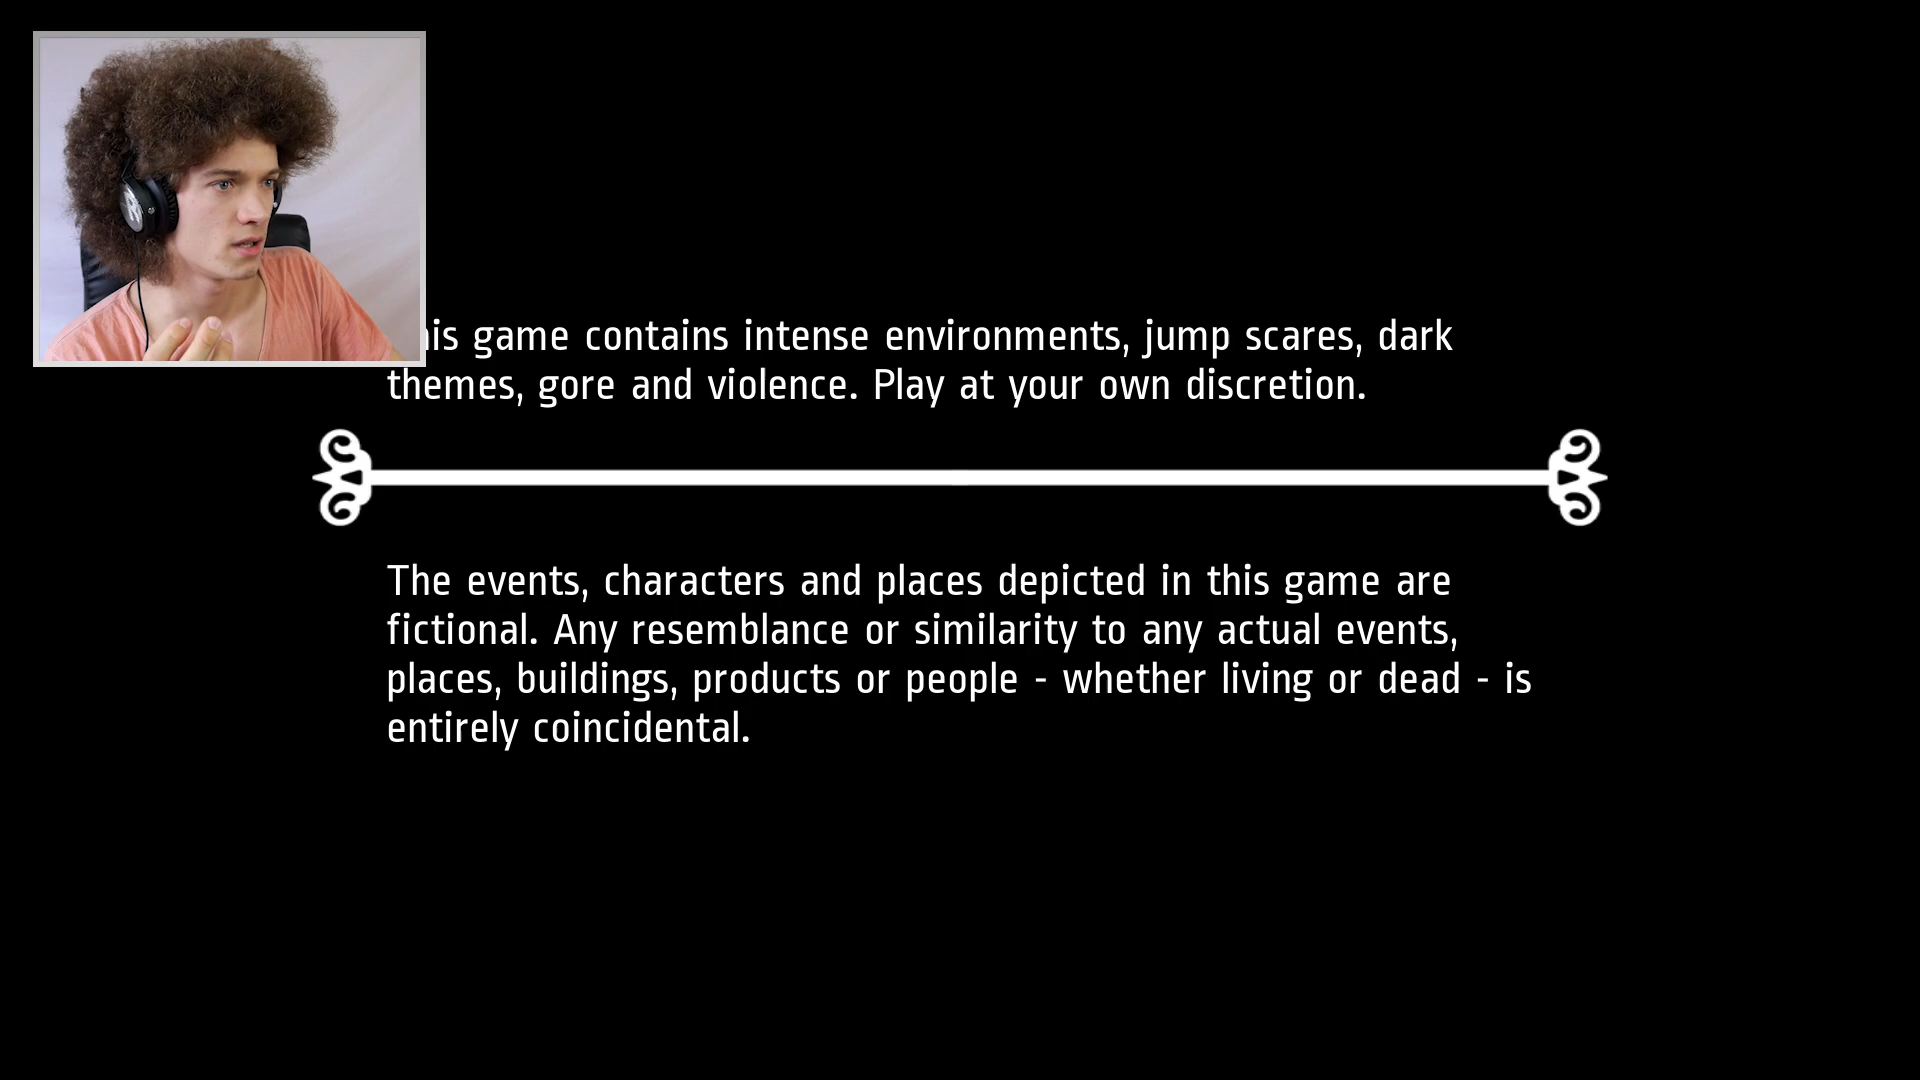 his game contains intense environments, jump scares, dark
themes, gore and violence. Play at your own discretion.
The events, characters and places depicted in this game are
fictional. Any resemblance or similarity to any actual events,
places, buildings, products or people - whether living or dead - is
entirely coincidental.